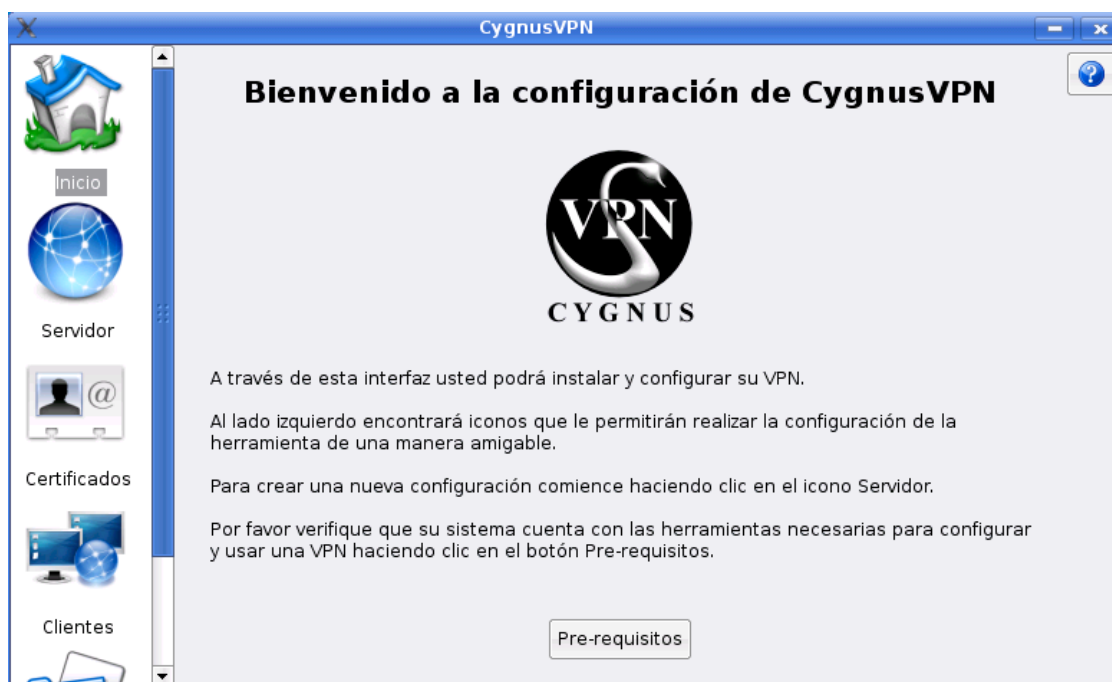 CygnusVPN
Inicio
Servidor
@
Certificados
Clientes
Bienvenido a la configuración de CygnusVPN
?
VPN
CYGNUS
A través de esta interfaz usted podrá instalar y configurar su VPN.
Al lado izquierdo encontrará iconos que le permitirán realizar la configuración de la
herramienta de una manera amigable.
Para crear una nueva configuración comience haciendo clic en el icono Servidor.
Por favor verifique que su sistema cuenta con las herramientas necesarias para configurar
y usar una VPN haciendo clic en el botón Pre-requisitos.
Pre-requisitos